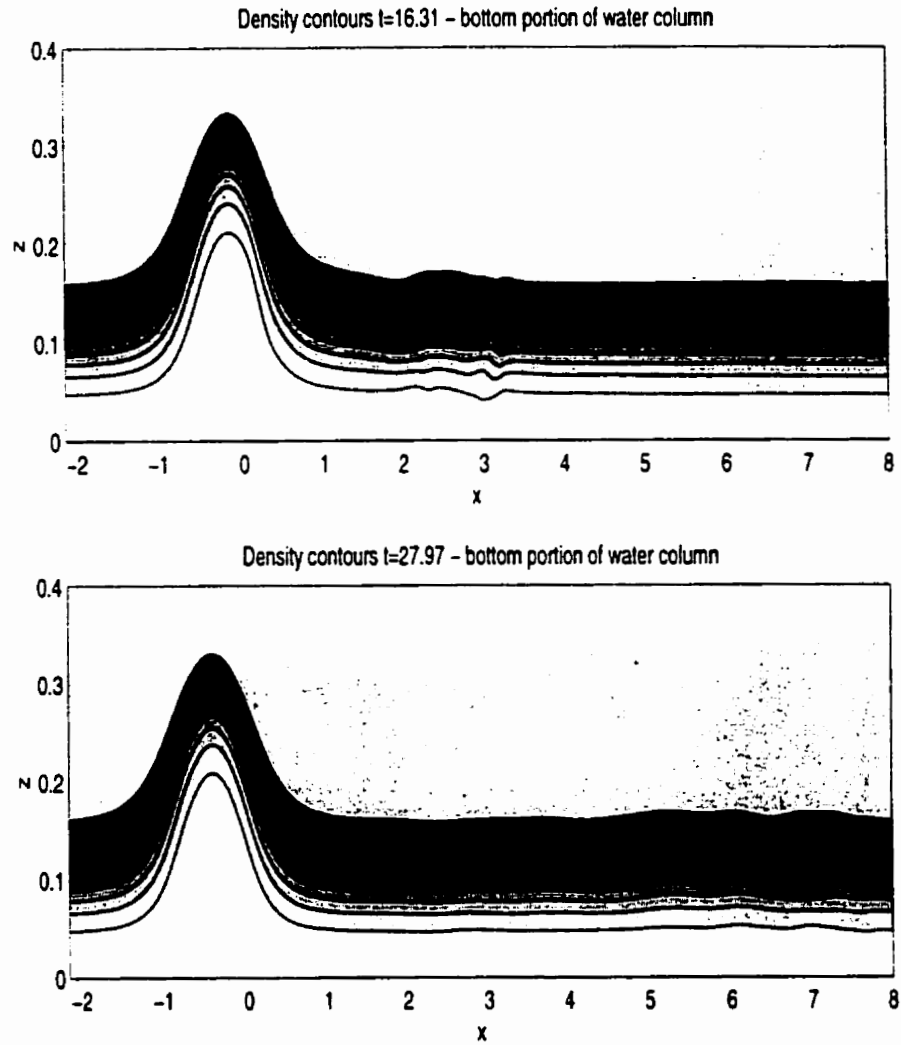 Density contours t=16.31 – bottom portion of water column
0.4
0.3
z 0.2
0.1
0
-2 -1 0 1 2 3 4 5 6 7 8
x
Density contours t=27.97 – bottom portion of water column
0.4
0.3
z 0.2
0.1
0
-2 -1 0 1 2 3 4 5 6 7 8
x